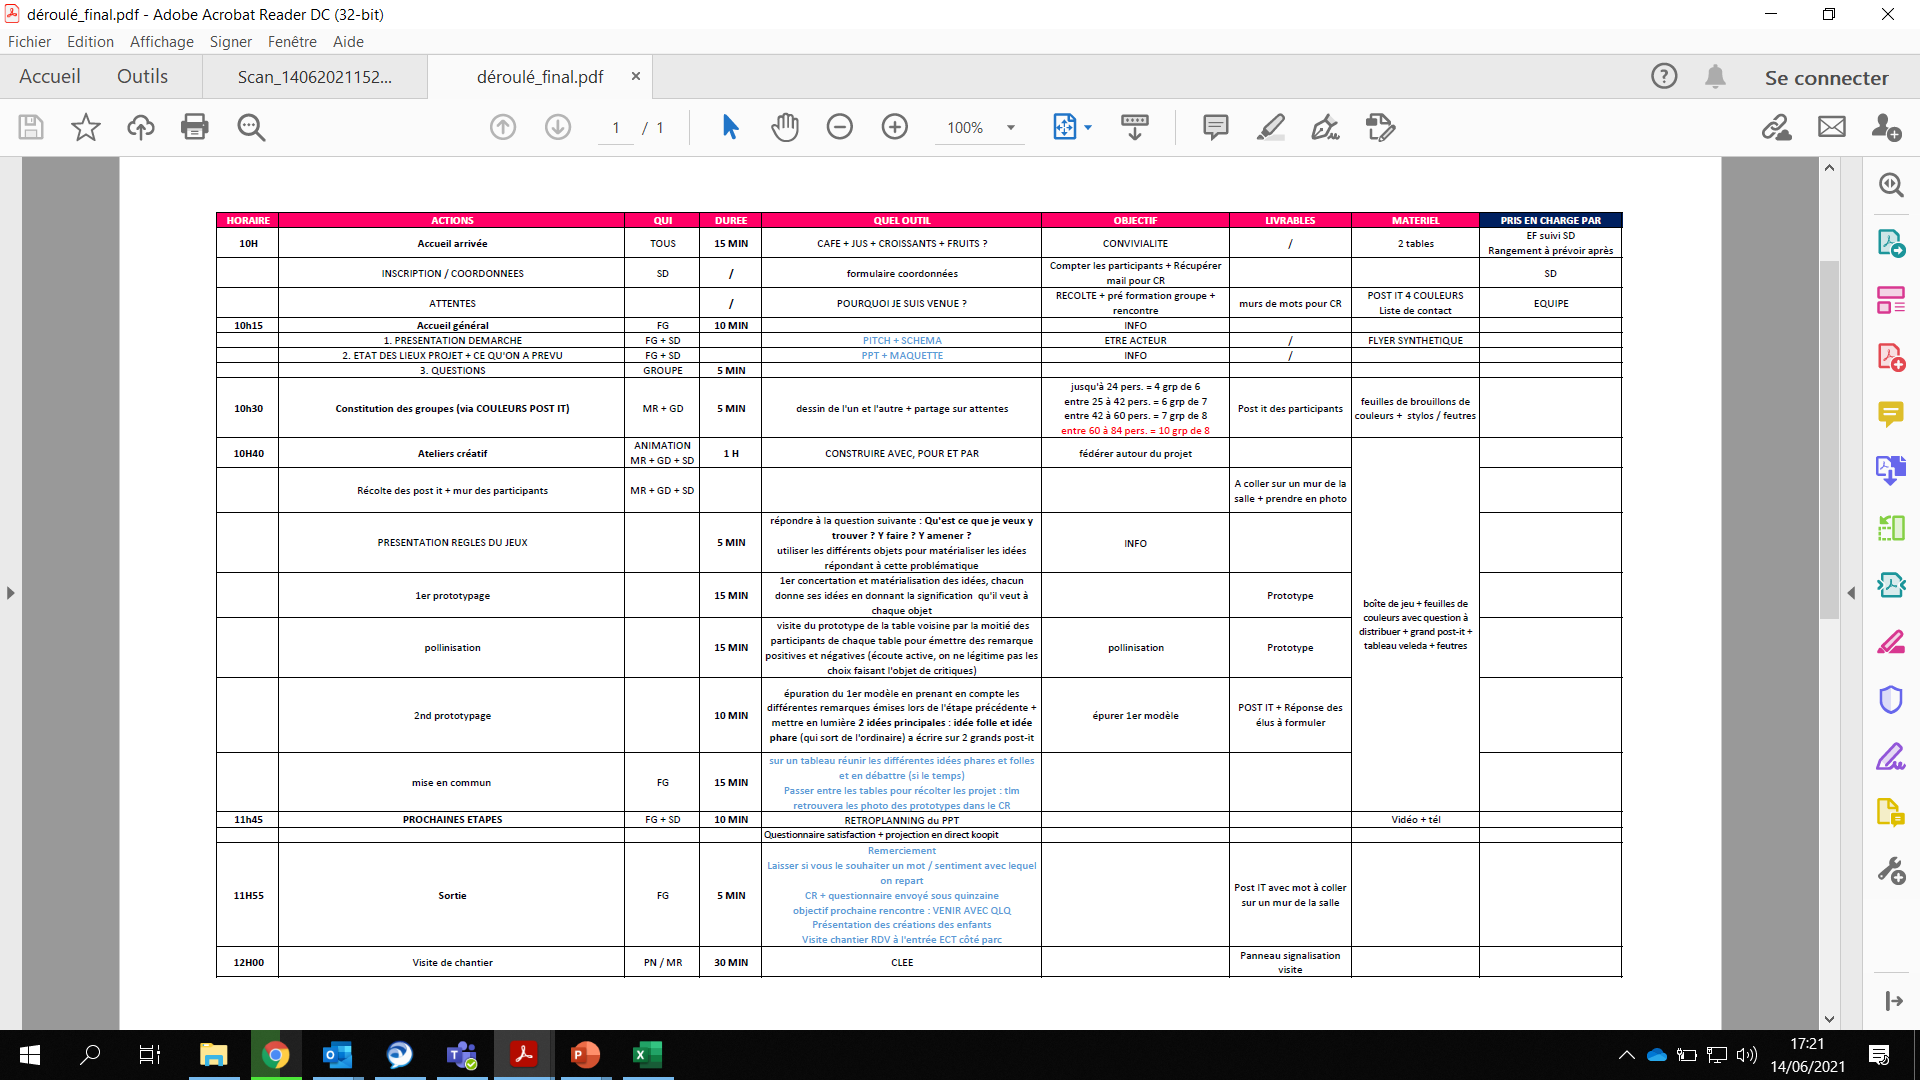 déroulé_final.pdf - Adobe Acrobat Reader DC (32-bit)
Fichier Edition Affichage Signer Fenêtre Aide
Accueil Outils Scan_14062021152... déroulé_final.pdf × Se connecter
1 / 1 100%
HORAIRE ACTIONS QUI DUREE QUEL OUTIL OBJECTIF LIVRABLES MATERIEL PRIS EN CHARGE PAR
10H Accueil arrivée TOUS 15 MIN CAFE + JUS + CROISSANTS + FRUITS ? CONVIVIALITE / 2 tables EF suivi SD
Rangement à prévoir après
INSCRIPTION / COORDONNEES SD / formulaire coordonnées Compter les participants + Récupérer
mail pour CR SD
ATTENTES / POURQUOI JE SUIS VENUE ? RECOLTE + pré formation groupe +
rencontre murs de mots pour CR POST IT 4 COULEURS
Liste de contact EQUIPE
10h15 Accueil général FG 10 MIN INFO
1. PRESENTATION DEMARCHE FG + SD PITCH + SCHEMA ETRE ACTEUR / FLYER SYNTHETIQUE
2. ETAT DES LIEUX PROJET + CE QU'ON A PREVU FG + SD PPT + MAQUETTE INFO /
3. QUESTIONS GROUPE 5 MIN
10h30 Constitution des groupes (via COULEURS POST IT) MR + GD 5 MIN dessin de l'un et l'autre + partage sur attentes jusqu'à 24 pers. = 4 grp de 6
entre 25 à 42 pers. = 6 grp de 7
entre 42 à 60 pers. = 7 grp de 8
entre 60 à 84 pers. = 10 grp de 8 Post it des participants feuilles de brouillons de
couleurs + stylos / feutres
10H40 Ateliers créatif ANIMATION
MR + GD + SD 1 H CONSTRUIRE AVEC, POUR ET PAR fédérer autour du projet
Récolte des post it + mur des participants MR + GD + SD A coller sur un mur de la
salle + prendre en photo
PRESENTATION REGLES DU JEUX 5 MIN répondre à la question suivante : Qu'est ce que je veux y
trouver ? Y faire ? Y amener ?
utiliser les différents objets pour matérialiser les idées
répondant à cette problématique INFO
1er prototypage 15 MIN 1er concertation et matérialisation des idées, chacun
donne ses idées en donnant la signification qu'il veut à
chaque objet Prototype
boîte de jeu + feuilles de
couleurs avec question à
distribuer + grand post-it +
tableau veleda + feutres
pollinisation 15 MIN visite du prototype de la table voisine par la moitié des
participants de chaque table pour émettre des remarque
positives et négatives (écoute active, on ne légitime pas les
choix faisant l'objet de critiques) pollinisation Prototype
2nd prototypage 10 MIN épuration du 1er modèle en prenant en compte les
différentes remarques émises lors de l'étape précédente +
mettre en lumière 2 idées principales : idée folle et idée
phare (qui sort de l'ordinaire) a écrire sur 2 grands post-it épurer 1er modèle POST IT + Réponse des
élus à formuler
mise en commun FG 15 MIN sur un tableau réunir les différentes idées phares et folles
et en débattre (si le temps)
Passer entre les tables pour récolter les projet : tlm
retrouvera les photo des prototypes dans le CR
11h45 PROCHAINES ETAPES FG + SD 10 MIN RETROPLANNING du PPT Vidéo + tél
Questionnaire satisfaction + projection en direct koopit
11H55 Sortie FG 5 MIN Remerciement
Laisser si vous le souhaiter un mot / sentiment avec lequel
on repart
CR + questionnaire envoyé sous quinzaine
objectif prochaine rencontre : VENIR AVEC QLQ
Présentation des créations des enfants
Visite chantier RDV à l'entrée ECT côté parc Post IT avec mot à coller
sur un mur de la salle
12H00 Visite de chantier PN / MR 30 MIN CLEE Panneau signalisation
visite
17:21
14/06/2021